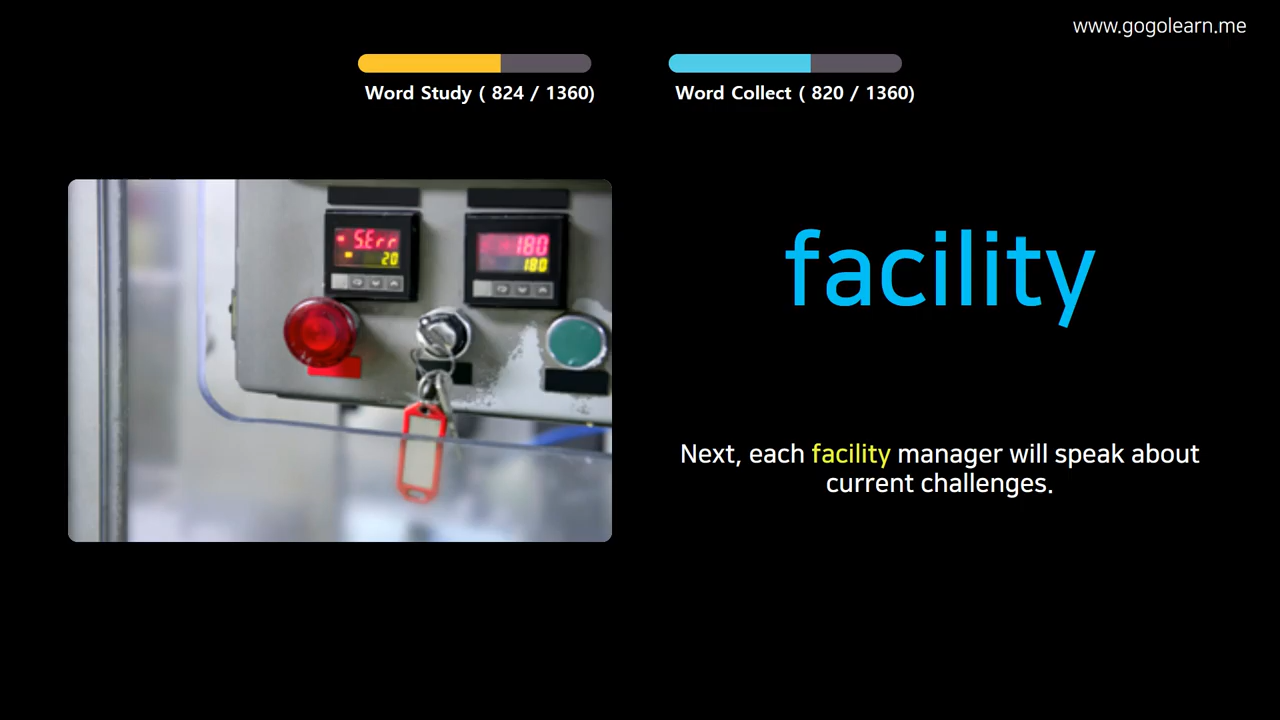 www.gogolearn.me
Word Study ( 824 / 1360)
Word Collect ( 820 / 1360)
S.Err
20
180
180
facility
Next, each facility manager will speak about
current challenges.